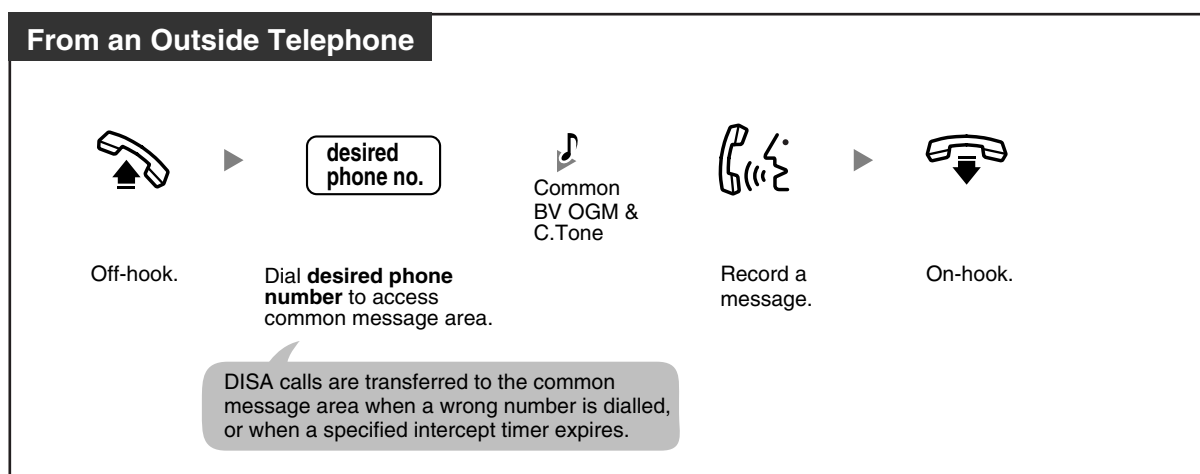 From an Outside Telephone
desired
phone no.
Common
BV OGM &
C.Tone
Off-hook.
Dial desired phone
number to access
common message area.
Record a
message.
On-hook.
DISA calls are transferred to the common
message area when a wrong number is dialled,
or when a specified intercept timer expires.